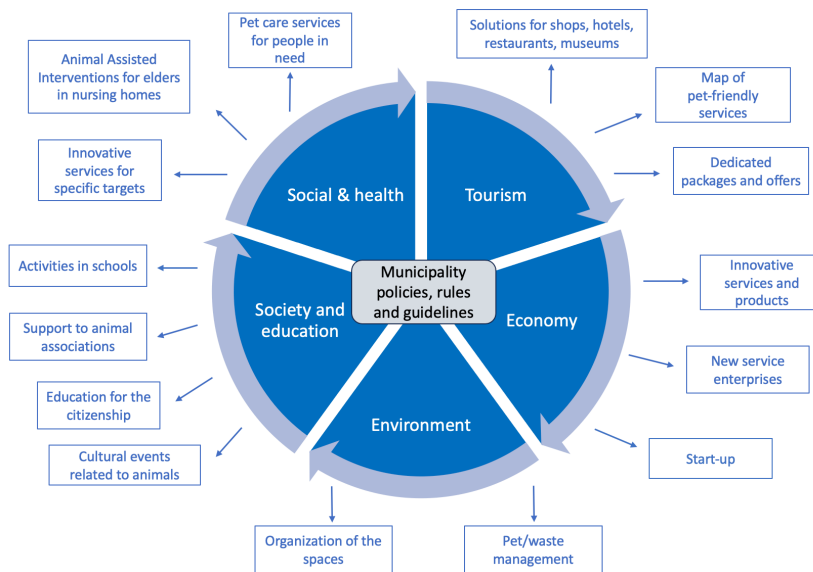 Pet care services
for people in
need
Solutions for shops, hotels,
restaurants, museums
Animal Assisted
Interventions for elders
in nursing homes
Map of
pet-friendly
services
Innovative
services for
specific targets
Dedicated
packages and offers
Social & health
Tourism
Activities in schools
Municipality
policies, rules
and guidelines
Innovative
services and
products
Society and
education
Economy
Support to animal
associations
New service
enterprises
Education for the
citizenship
Environment
Cultural events
related to animals
Start-up
Organization of the
spaces
Pet/waste
management